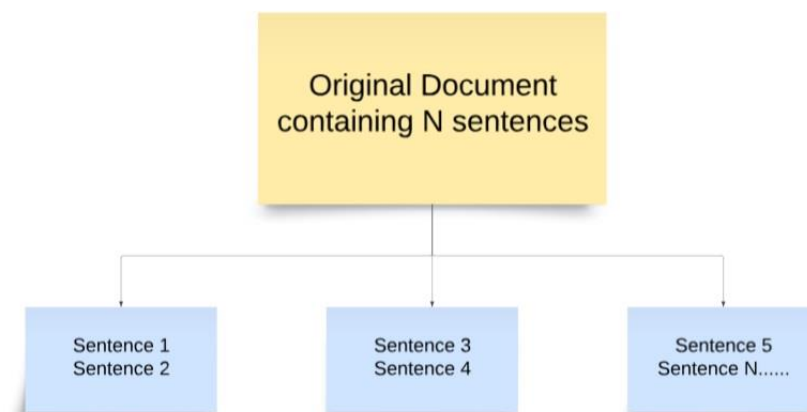 Original Document
containing N sentences
Sentence 1
Sentence 2
Sentence 3
Sentence 4
Sentence 5
Sentence N......